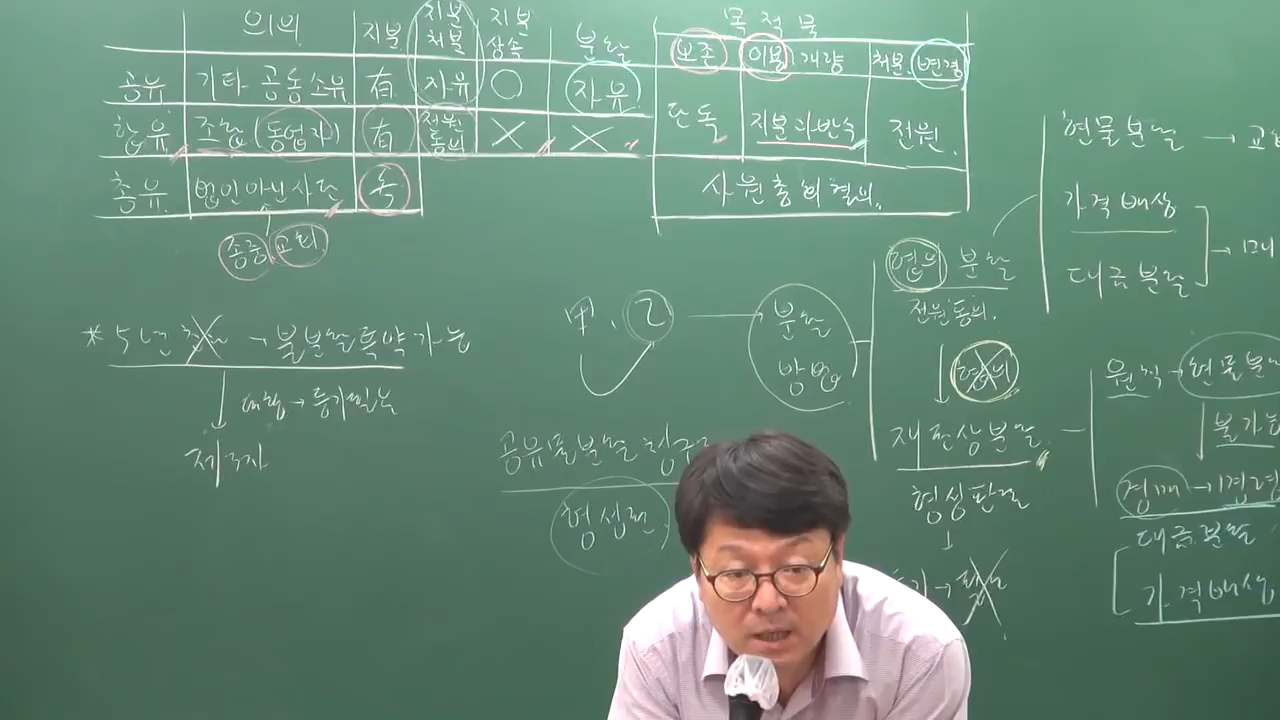 의의 지분 지분처분 지분상속 분할 목적물
보존 이용, 개량 처분, 변경
공유 기타 공동소유 有 자유 ○ 자유 단독 지분과반수 전원
합유 조합(동업자) 有 전원동의 × ×
총유 법인아닌사단 無 사원총회결의
종중, 교회
현물분할 →
가격배상
대금분할
협의 분할
전원동의.
甲, 乙 → 분할 방법
협의
* 5년 → 불분할특약가능
→ 등기필요
제3자
원칙 → 현물분할
재판상분할
공유물분할청구
경매 →
형성판결
형성권
대금분할
가격배상